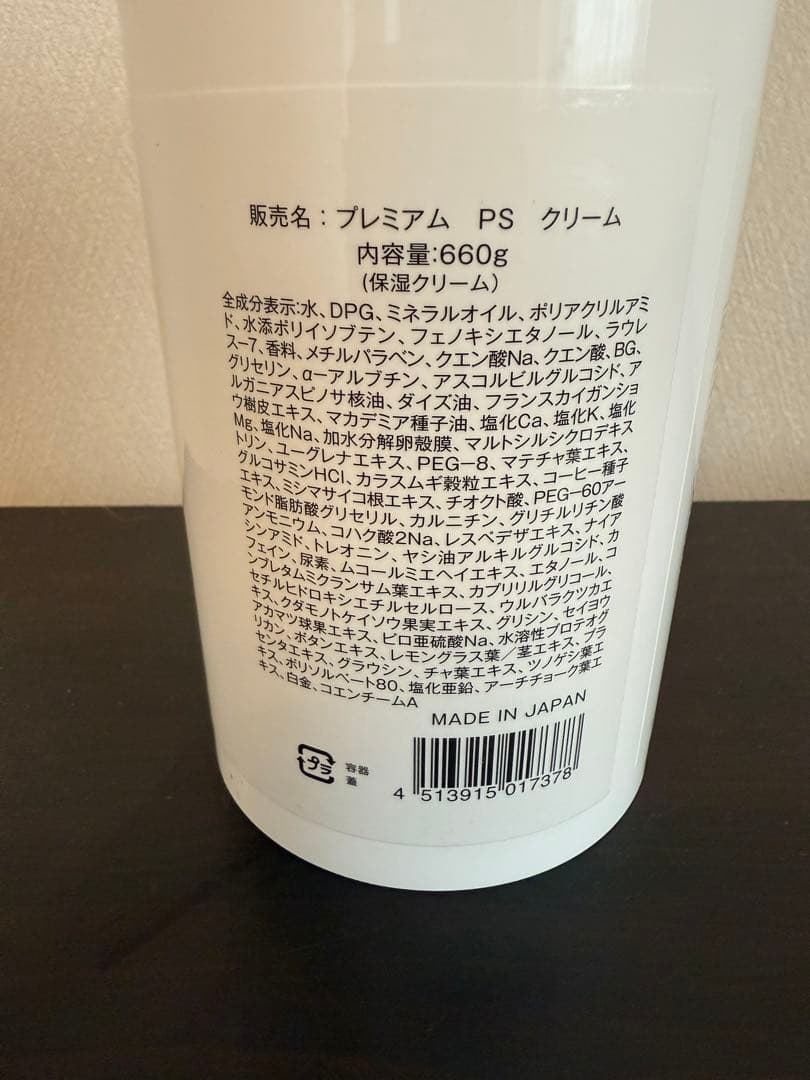 販売名：プレミアム　PS　クリーム
内容量:660g
(保湿クリーム)
全成分表示:水、DPG、ミネラルオイル、ポリアクリルアミ
ド、水添ポリイソブテン、フェノキシエタノール、ラウレ
ス－7、香料、メチルパラベン、クエン酸Na、クエン酸、BG、
グリセリン、α－アルブチン、アスコルビルグルコシド、ア
ルガニアスピノサ核油、ダイズ油、フランスカイガンショ
ウ樹皮エキス、マカデミア種子油、塩化Ca、塩化K、塩化
Mg、塩化Na、加水分解卵殻膜、マルトシルシクロデキス
トリン、ユーグレナエキス、PEG－8、マテチャ葉エキス、
グルコサミンHCl、カラスムギ穀粒エキス、コーヒー種子
エキス、ミシマサイコ根エキス、チオクト酸、PEG－60アー
モンド脂肪酸グリセリル、カルニチン、グリチルリチン酸
アンモニウム、コハク酸2Na、レスペデザエキス、ナイア
シンアミド、トレオニン、ヤシ油アルキルグルコシド、カ
フェイン、尿素、ムコールミエヘイエキス、エタノール、コ
ンブレタムミクランサム葉エキス、カプリリルグリコール、
セチルヒドロキシエチルセルロース、ウルバラクツカエ
キス、クダモノトケイソウ果実エキス、グリシン、セイヨウ
アカマツ球果エキス、ピロ亜硫酸Na、水溶性プロテオグ
リカン、ボタンエキス、レモングラス葉／茎エキス、プラ
センタエキス、グラウシン、チャ葉エキス、ツノゲシ葉エ
キス、ポリソルベート80、塩化亜鉛、アーチチョーク葉エ
キス、白金、コエンチームA
MADE IN JAPAN
プラ
容器
蓋
4 513915 017378